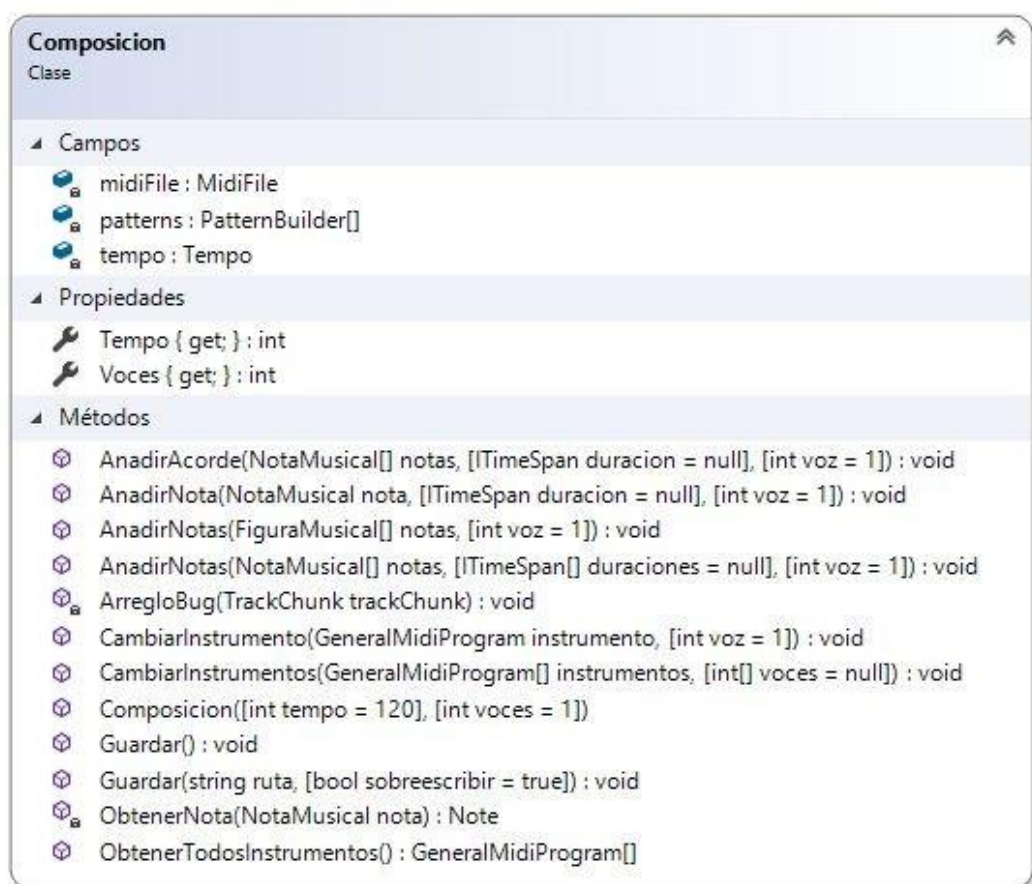 Composicion
Clase
Campos
midiFile : MidiFile
patterns : PatternBuilder[]
tempo : Tempo
Propiedades
Tempo { get; } : int
Voces { get; } : int
Métodos
AnadirAcorde(NotaMusical[] notas, [ITimeSpan duracion = null], [int voz = 1]) : void
AnadirNota(NotaMusical nota, [ITimeSpan duracion = null], [int voz = 1]) : void
AnadirNotas(FiguraMusical[] notas, [int voz = 1]) : void
AnadirNotas(NotaMusical[] notas, [ITimeSpan[] duraciones = null], [int voz = 1]) : void
ArregloBug(TrackChunk trackChunk) : void
CambiarInstrumento(GeneralMidiProgram instrumento, [int voz = 1]) : void
CambiarInstrumentos(GeneralMidiProgram[] instrumentos, [int[] voces = null]) : void
Composicion([int tempo = 120], [int voces = 1])
Guardar() : void
Guardar(string ruta, [bool sobreescribir = true]) : void
ObtenerNota(NotaMusical nota) : Note
ObtenerTodosInstrumentos() : GeneralMidiProgram[]